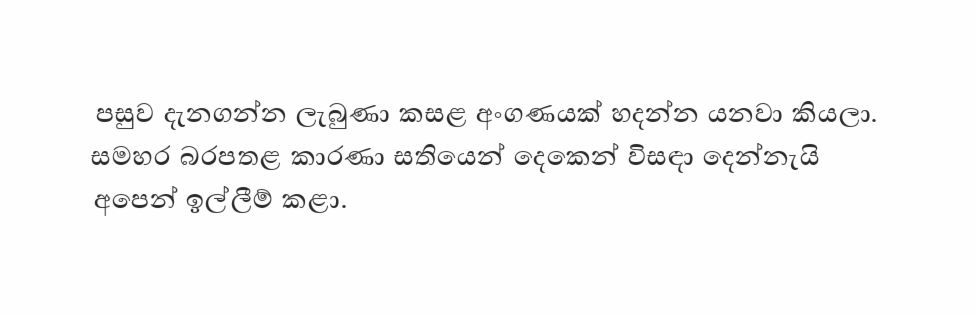 පසුව දැනගන්න ලැබුණා කසළ අංගණයක් හදන්න යනවා කියලා.
සමහර බරපතළ කාරණා සතියෙන් දෙකෙන් විසඳා දෙන්නැයි
අපෙන් ඉල්ලීම් කළා.